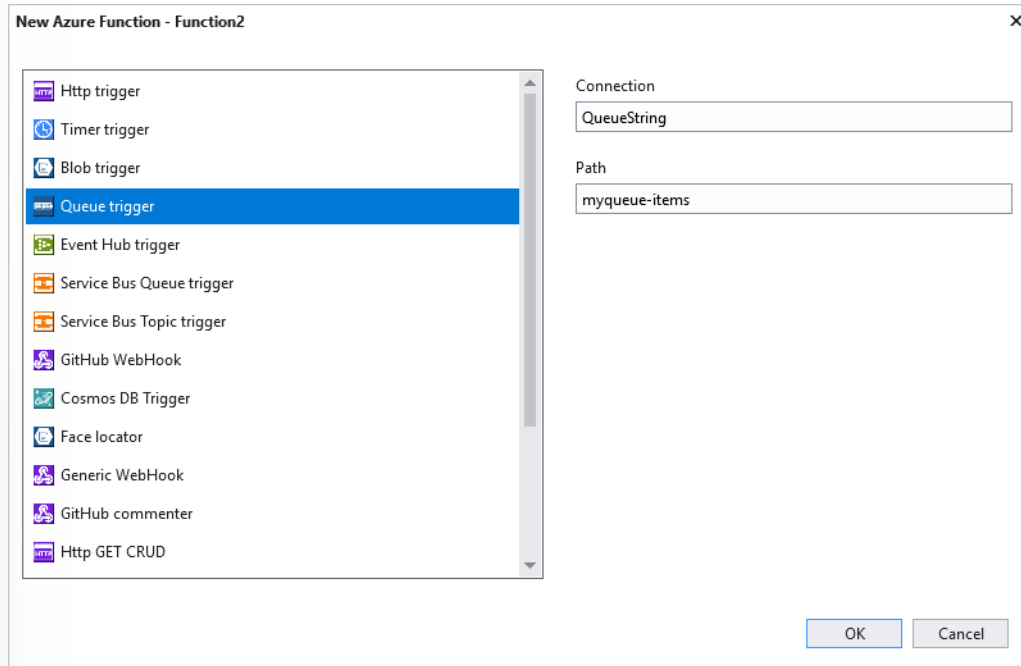 New Azure Function - Function2
Http trigger
Timer trigger
Blob trigger
Queue trigger
Event Hub trigger
Service Bus Queue trigger
Service Bus Topic trigger
GitHub WebHook
Cosmos DB Trigger
Face locator
Generic WebHook
GitHub commenter
Http GET CRUD
Connection
QueueString
Path
myqueue-items
OK
Cancel